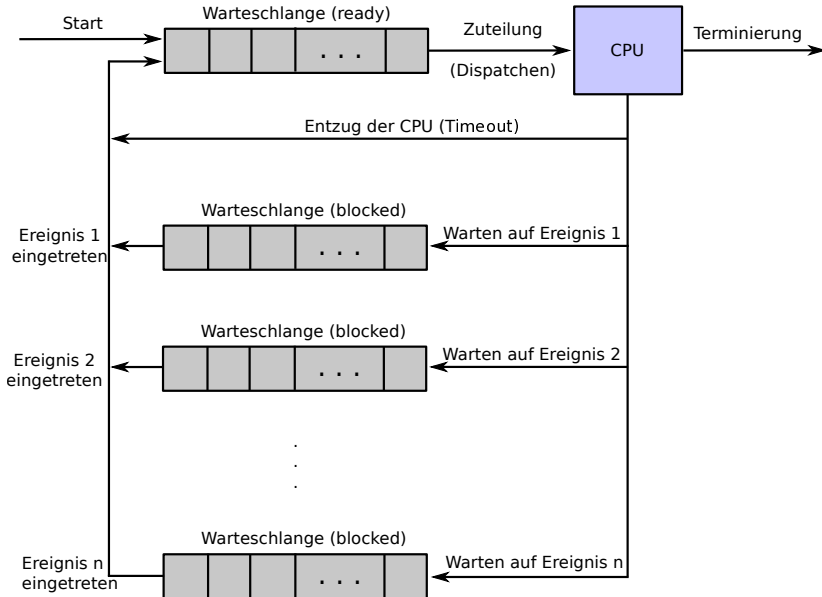 Warteschlange (ready)
Start
Zuteilung
(Dispatchen)
CPU
Terminierung
. . .
Entzug der CPU (Timeout)
Warteschlange (blocked)
Ereignis 1
eingetreten
. . .
Warten auf Ereignis 1
Warteschlange (blocked)
Ereignis 2
eingetreten
. . .
Warten auf Ereignis 2
.
.
.
Warteschlange (blocked)
Ereignis n
eingetreten
. . .
Warten auf Ereignis n